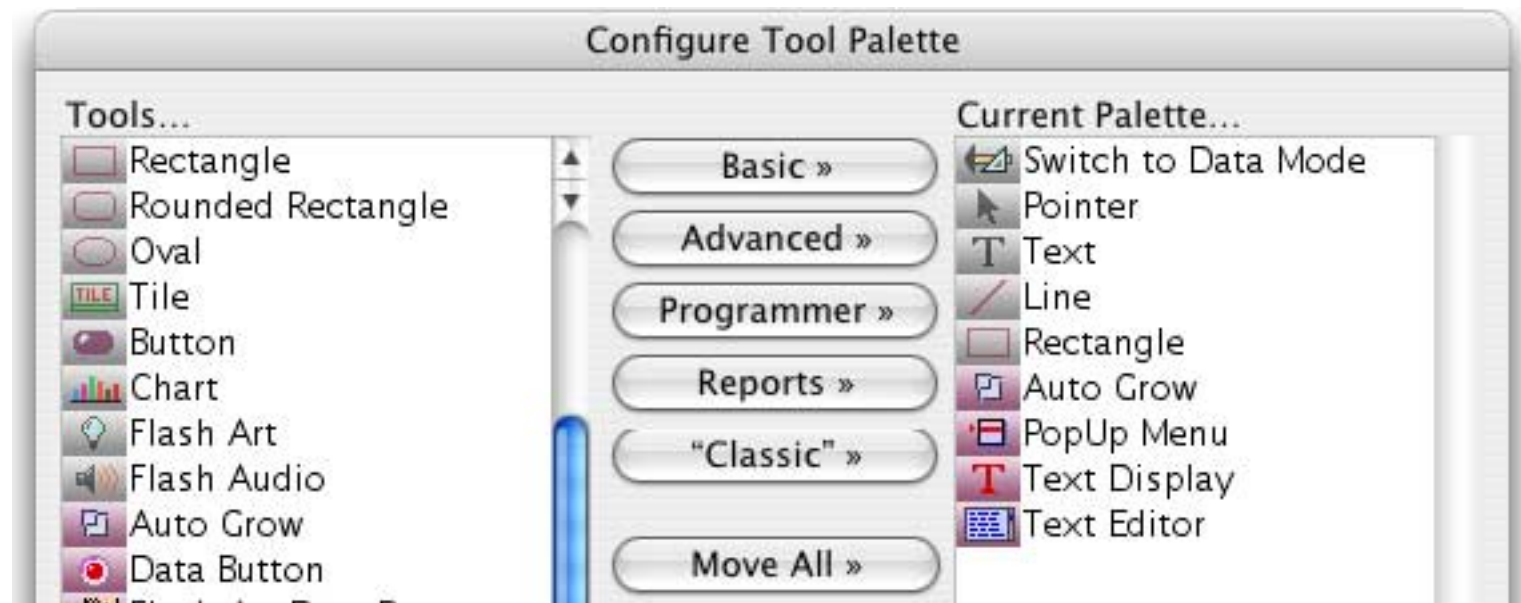 Configure Tool Palette
Tools...
Rectangle
Rounded Rectangle
Oval
TILE Tile
Button
Chart
Flash Art
Flash Audio
Auto Grow
Data Button
Basic »
Advanced »
Programmer »
Reports »
“Classic” »
Move All »
Current Palette...
Switch to Data Mode
Pointer
T Text
Line
Rectangle
Auto Grow
PopUp Menu
T Text Display
Text Editor